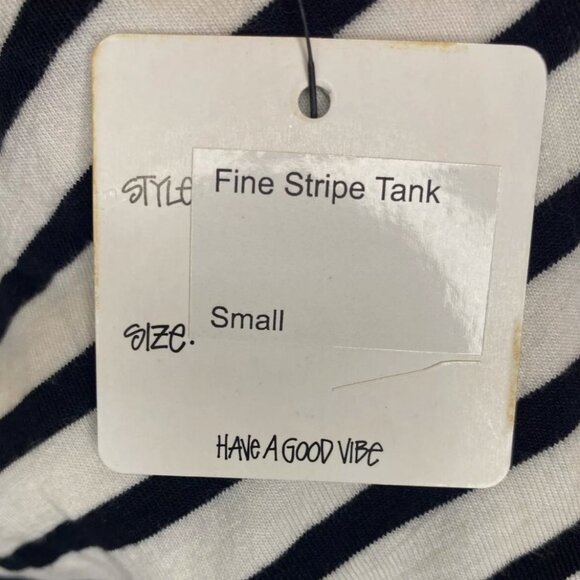 STYLE Fine Stripe Tank
SIZE. Small
HAVE A GOOD VIBE